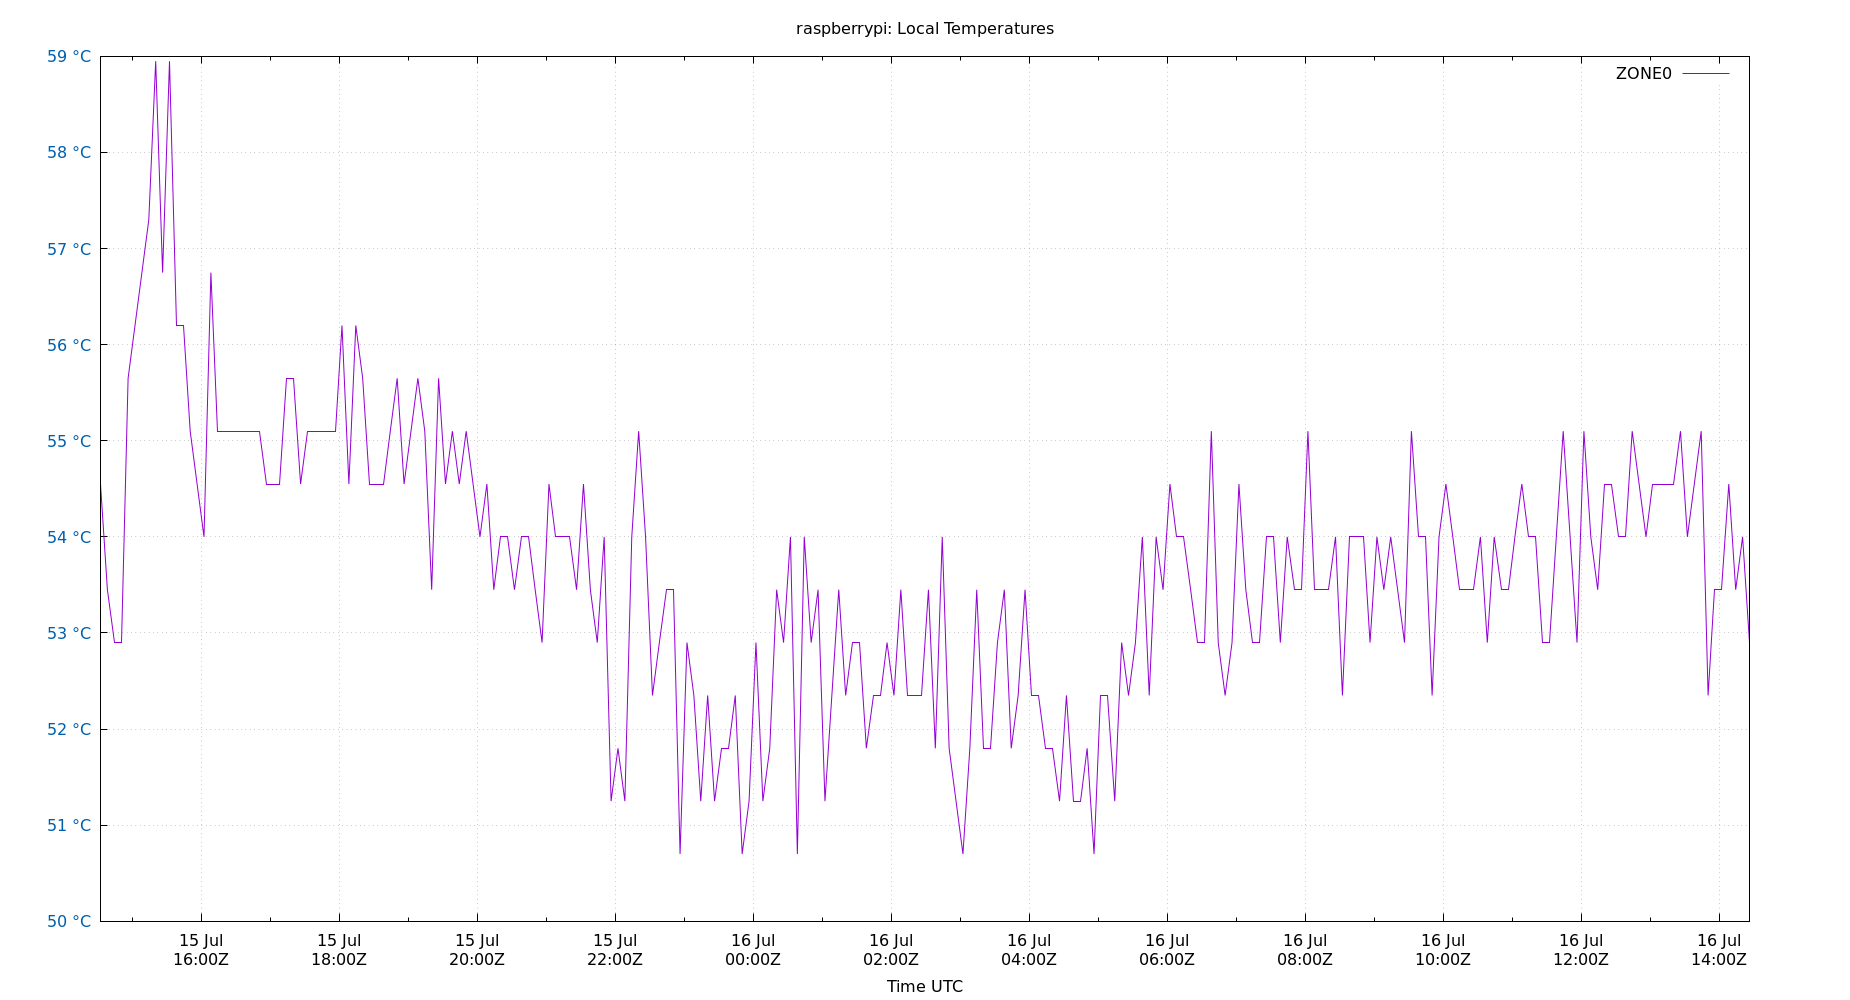 raspberrypi: Local Temperatures
59 °C
ZONE0
58 °C
57 °C
56 °C
55 °C
54 °C
53 °C
52 °C
51 °C
50 °C
15 Jul 15 Jul 15 Jul 15 Jul 16 Jul 16 Jul 16 Jul 16 Jul 16 Jul 16 Jul 16 Jul 16 Jul
16:00Z 18:00Z 20:00Z 22:00Z 00:00Z 02:00Z 04:00Z 06:00Z 08:00Z 10:00Z 12:00Z 14:00Z
Time UTC